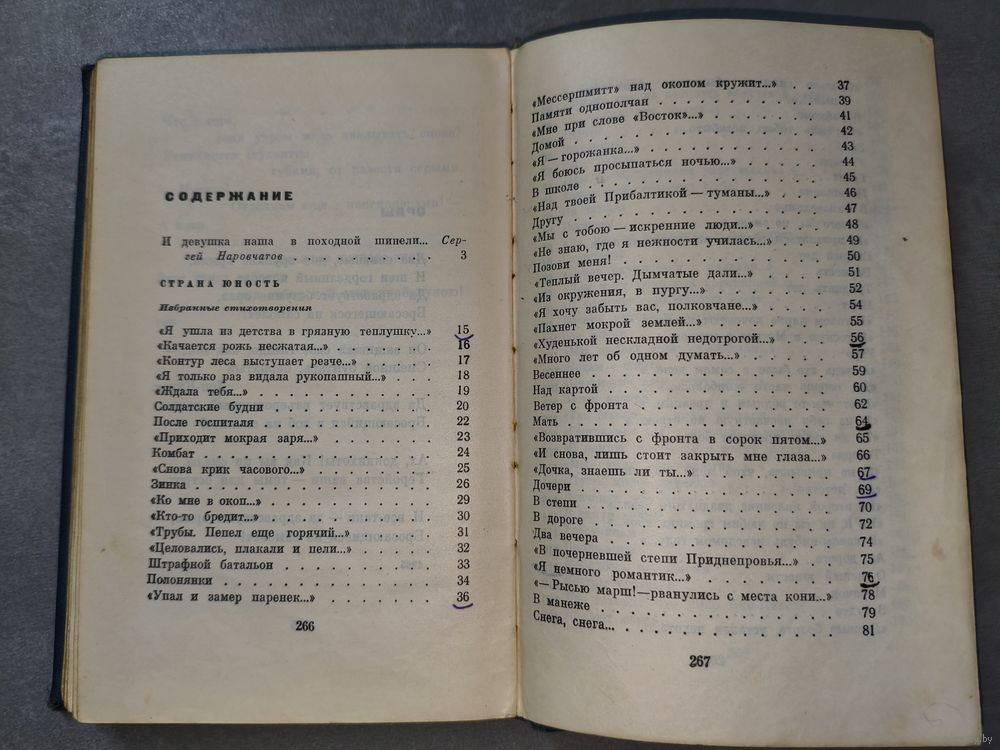 СОДЕРЖАНИЕ
И девушка наша в походной шинели... Сер-
гей Наровчатов . . . . . . . . . . 3
СТРАНА ЮНОСТЬ
Избранные стихотворения
«Я ушла из детства в грязную теплушку...» 15
«Качается рожь несжатая...» . . . . . . 16
«Контур леса выступает резче...» . . . . 17
«Я только раз видала рукопашный...» . . . 18
«Ждала тебя...» . . . . . . . . . . 19
Солдатские будни . . . . . . . . . . 20
После госпиталя . . . . . . . . . . 22
«Приходит мокрая заря...» . . . . . . . 23
Комбат . . . . . . . . . . . . . 24
«Снова крик часового...» . . . . . . . 25
Зинка . . . . . . . . . . . . . 26
«Ко мне в окоп...» . . . . . . . . . 29
«Кто-то бредит...» . . . . . . . . . 30
«Трубы. Пепел еще горячий...» . . . . . 31
«Целовались, плакали и пели...» . . . . . 32
Штрафной батальон . . . . . . . . . 33
Полонянки . . . . . . . . . . . . 34
«Упал и замер паренек...» . . . . . . . 36
266
«Мессершмитт» над окопом кружит...» . . 37
Памяти однополчан . . . . . . . . . 39
«Мне при слове «Восток»...» . . . . . . 41
Домой . . . . . . . . . . . . . 42
«Я — горожанка...» . . . . . . . . . 43
«Я боюсь просыпаться ночью...» . . . . . 44
В школе . . . . . . . . . . . . 45
«Над твоей Прибалтикой — туманы...» . . . 46
Другу . . . . . . . . . . . . . 47
«Мы с тобою — искренние люди...» . . . . 48
«Не знаю, где я нежности училась...» . . . 49
Позови меня! . . . . . . . . . . . 50
«Теплый вечер. Дымчатые дали...» . . . . 51
«Из окружения, в пургу...» . . . . . . . 52
«Я хочу забыть вас, полковчане...» . . . . 54
«Пахнет мокрой землей...» . . . . . . . 55
«Худенькой нескладной недотрогой...» . . . 56
«Много лет об одном думать...» . . . . . 57
Весеннее . . . . . . . . . . . . 59
Над картой . . . . . . . . . . . 60
Ветер с фронта . . . . . . . . . . 62
Мать . . . . . . . . . . . . . 64
«Возвратившись с фронта в сорок пятом...» 65
«И снова, лишь стоит закрыть мне глаза...» 66
«Дочка, знаешь ли ты...» . . . . . . . 67
Дочери . . . . . . . . . . . . . 69
В степи . . . . . . . . . . . . 70
В дороге . . . . . . . . . . . . 72
Два вечера . . . . . . . . . . . 74
«В почерневшей степи Приднепровья...» . . 75
«Я немного романтик...» . . . . . . . 76
«— Рысью марш! — рванулись с места кони...» 78
В манеже . . . . . . . . . . . . 79
Снега, снега... . . . . . . . . . . . 81
267